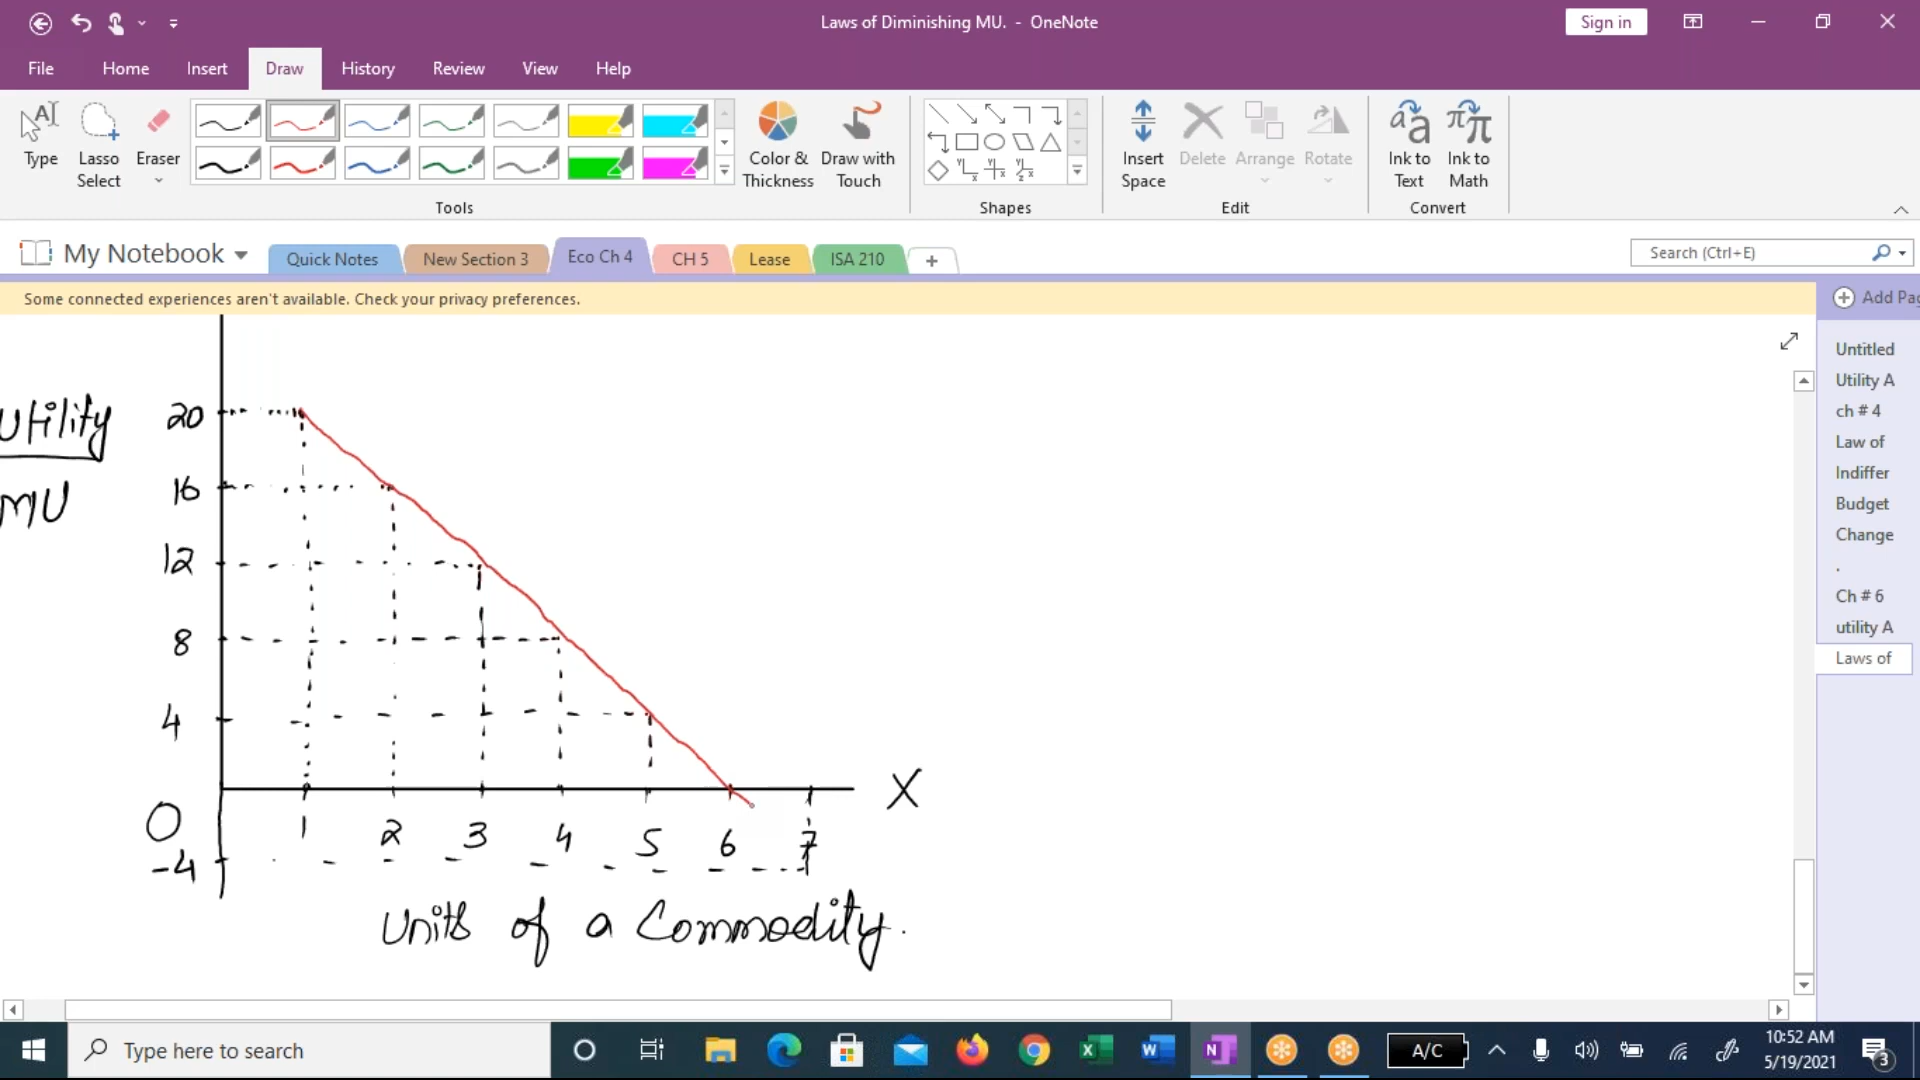 Laws of Diminishing MU. - OneNote
Sign in
File Home Insert Draw History Review View Help
Type
Lasso Select
Eraser
Color & Thickness
Draw with Touch
Insert Space
Delete
Arrange
Rotate
Ink to Text
Ink to Math
Tools
Shapes
Edit
Convert
My Notebook
Quick Notes
New Section 3
Eco Ch 4
CH 5
Lease
ISA 210
Search (Ctrl+E)
Some connected experiences aren't available. Check your privacy preferences.
Add Pag
Untitled
Utility A
ch # 4
Law of
Indiffer
Budget
Change
.
Ch # 6
utility A
Laws of
Utility
MU
20
16
12
8
4
O
-4
1 2 3 4 5 6 7
X
Units of a Commodity.
Type here to search
A/C
10:52 AM
5/19/2021
3